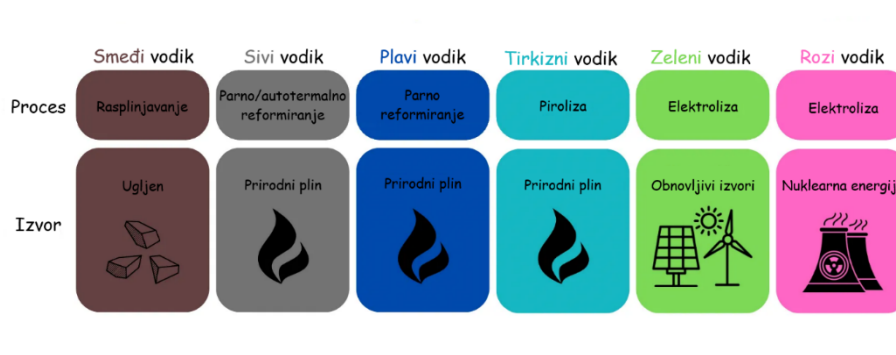 Smeđi vodik
Sivi vodik
Plavi vodik
Tirkizni vodik
Zeleni vodik
Rozi vodik
Proces
Rasplinjavanje
Parno/autotermalno
reformiranje
Parno
reformiranje
Piroliza
Elektroliza
Elektroliza
Izvor
Ugljen
Prirodni plin
Prirodni plin
Prirodni plin
Obnovljivi izvori
Nuklearna energij